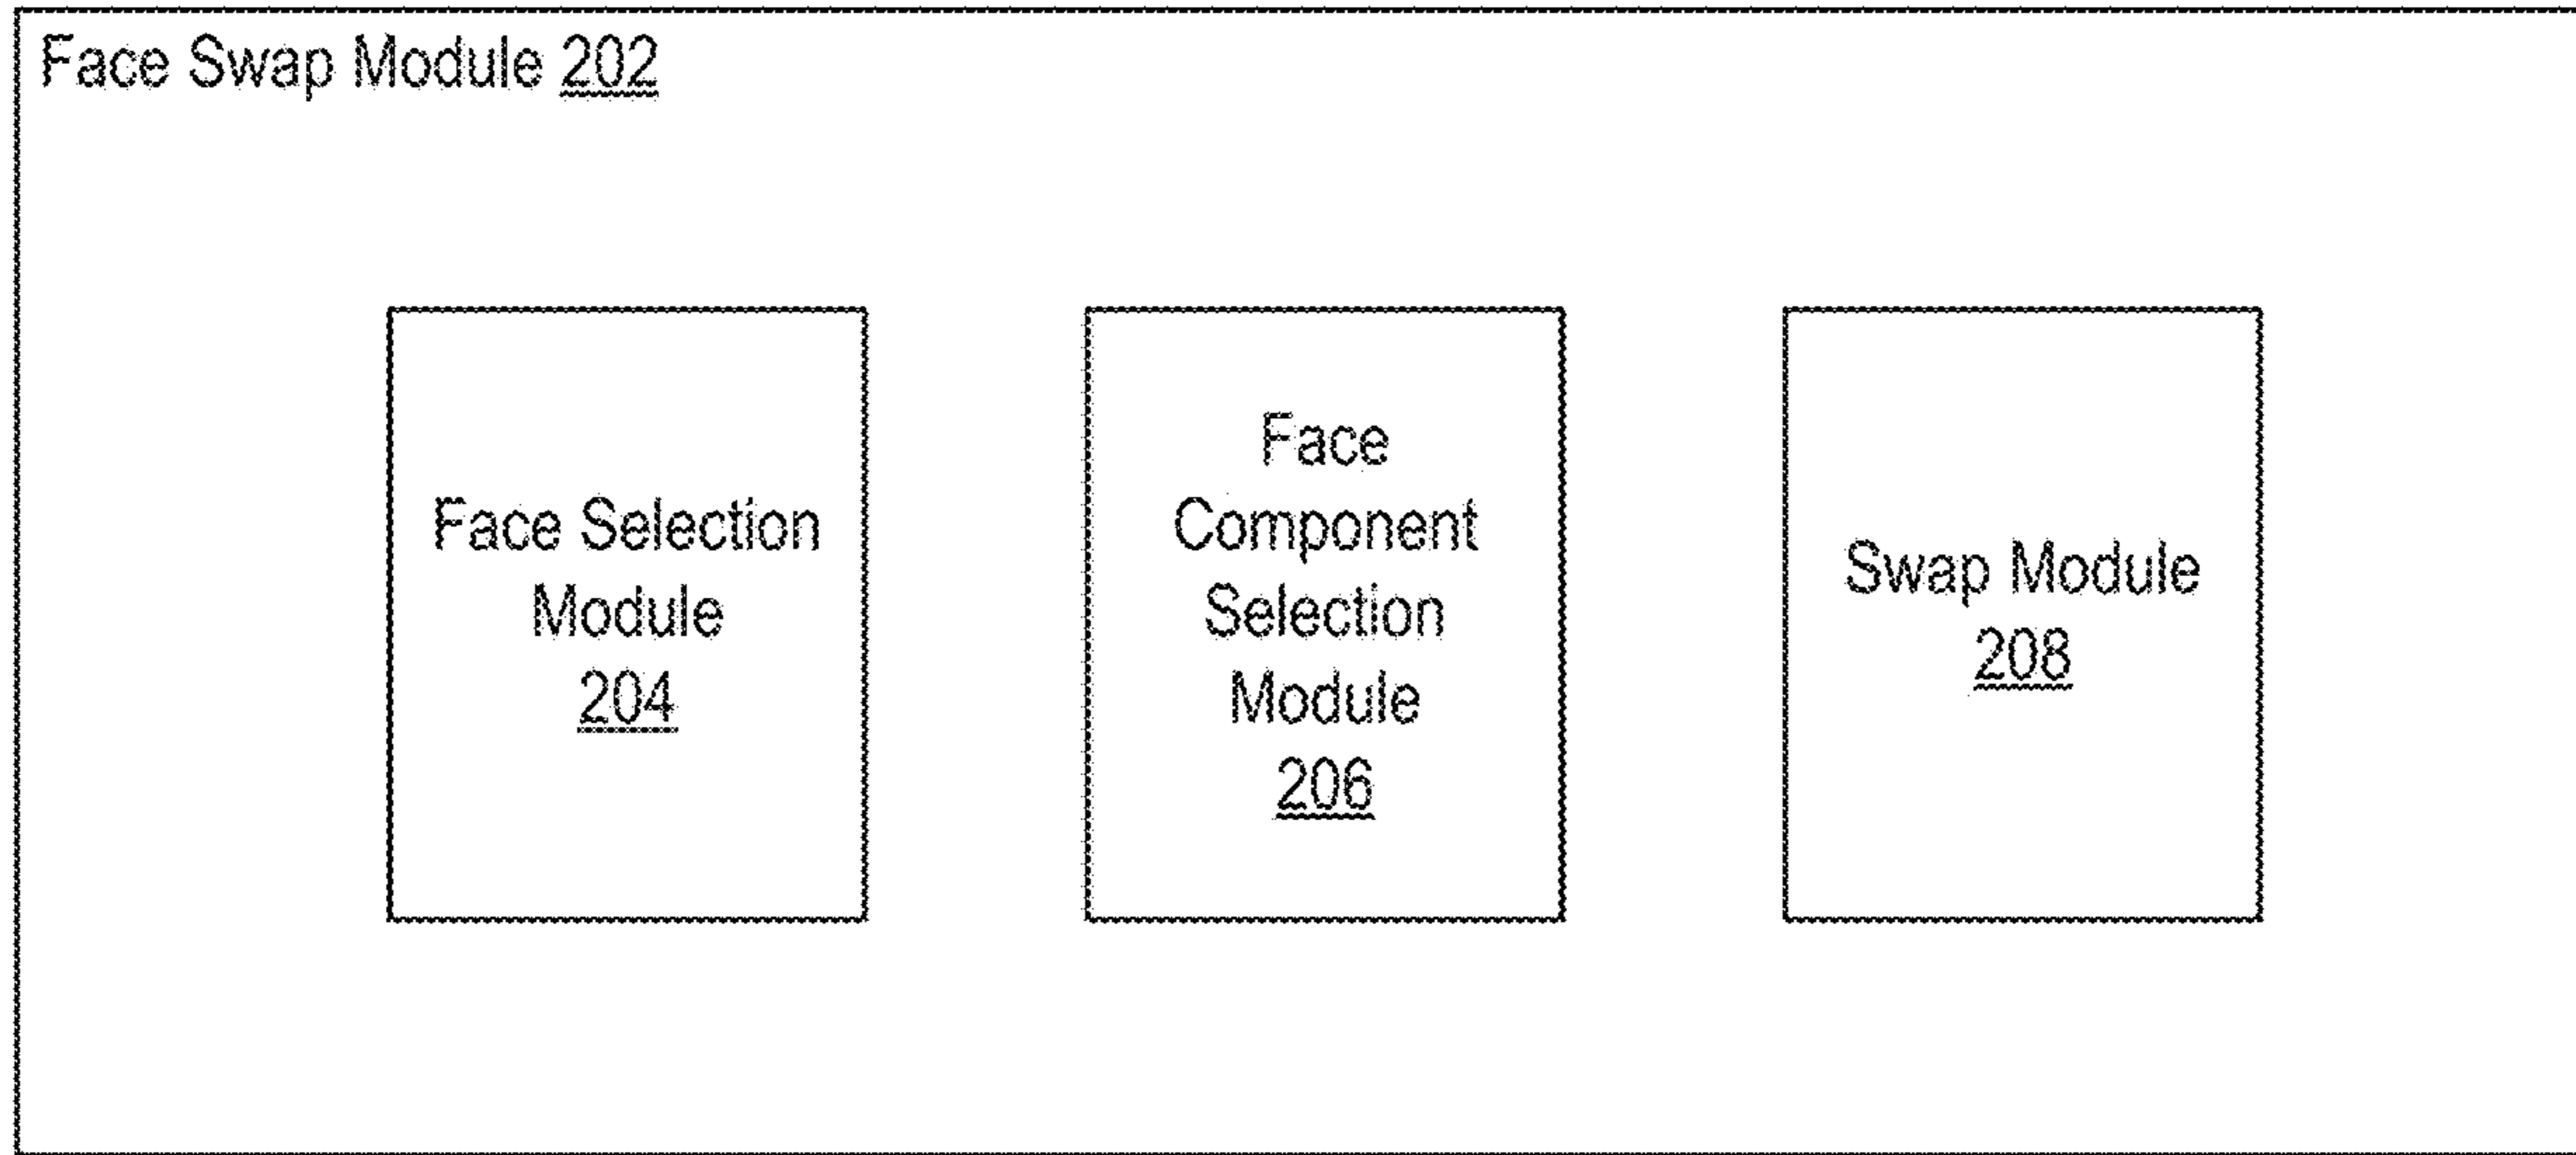 Face Swap Module 202
Face Selection
Module
204
Face
Component
Selection
Module
206
Swap Module
208